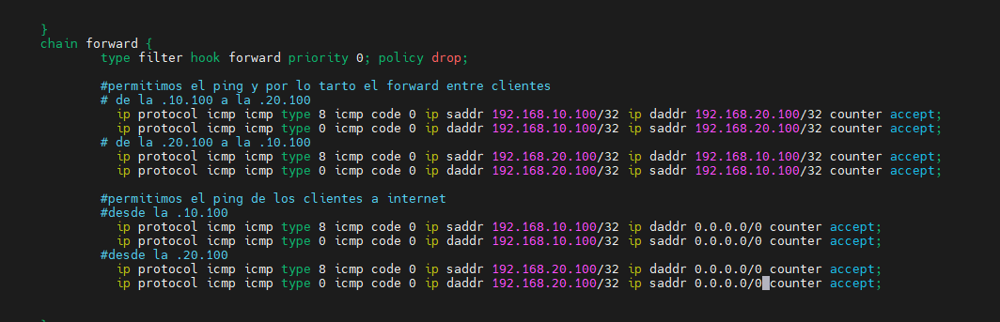 }
chain forward {
type filter hook forward priority 0; policy drop;
#permitimos el ping y por lo tarto el forward entre clientes
# de la .10.100 a la .20.100
ip protocol icmp icmp type 8 icmp code 0 ip saddr 192.168.10.100/32 ip daddr 192.168.20.100/32 counter accept;
ip protocol icmp icmp type 0 icmp code 0 ip daddr 192.168.10.100/32 ip saddr 192.168.20.100/32 counter accept;
# de la .20.100 a la .10.100
ip protocol icmp icmp type 8 icmp code 0 ip saddr 192.168.20.100/32 ip daddr 192.168.10.100/32 counter accept;
ip protocol icmp icmp type 0 icmp code 0 ip daddr 192.168.20.100/32 ip saddr 192.168.10.100/32 counter accept;
#permitimos el ping de los clientes a internet
#desde la .10.100
ip protocol icmp icmp type 8 icmp code 0 ip saddr 192.168.10.100/32 ip daddr 0.0.0.0/0 counter accept;
ip protocol icmp icmp type 0 icmp code 0 ip daddr 192.168.10.100/32 ip saddr 0.0.0.0/0 counter accept;
#desde la .20.100
ip protocol icmp icmp type 8 icmp code 0 ip saddr 192.168.20.100/32 ip daddr 0.0.0.0/0 counter accept;
ip protocol icmp icmp type 0 icmp code 0 ip daddr 192.168.20.100/32 ip saddr 0.0.0.0/0 counter accept;